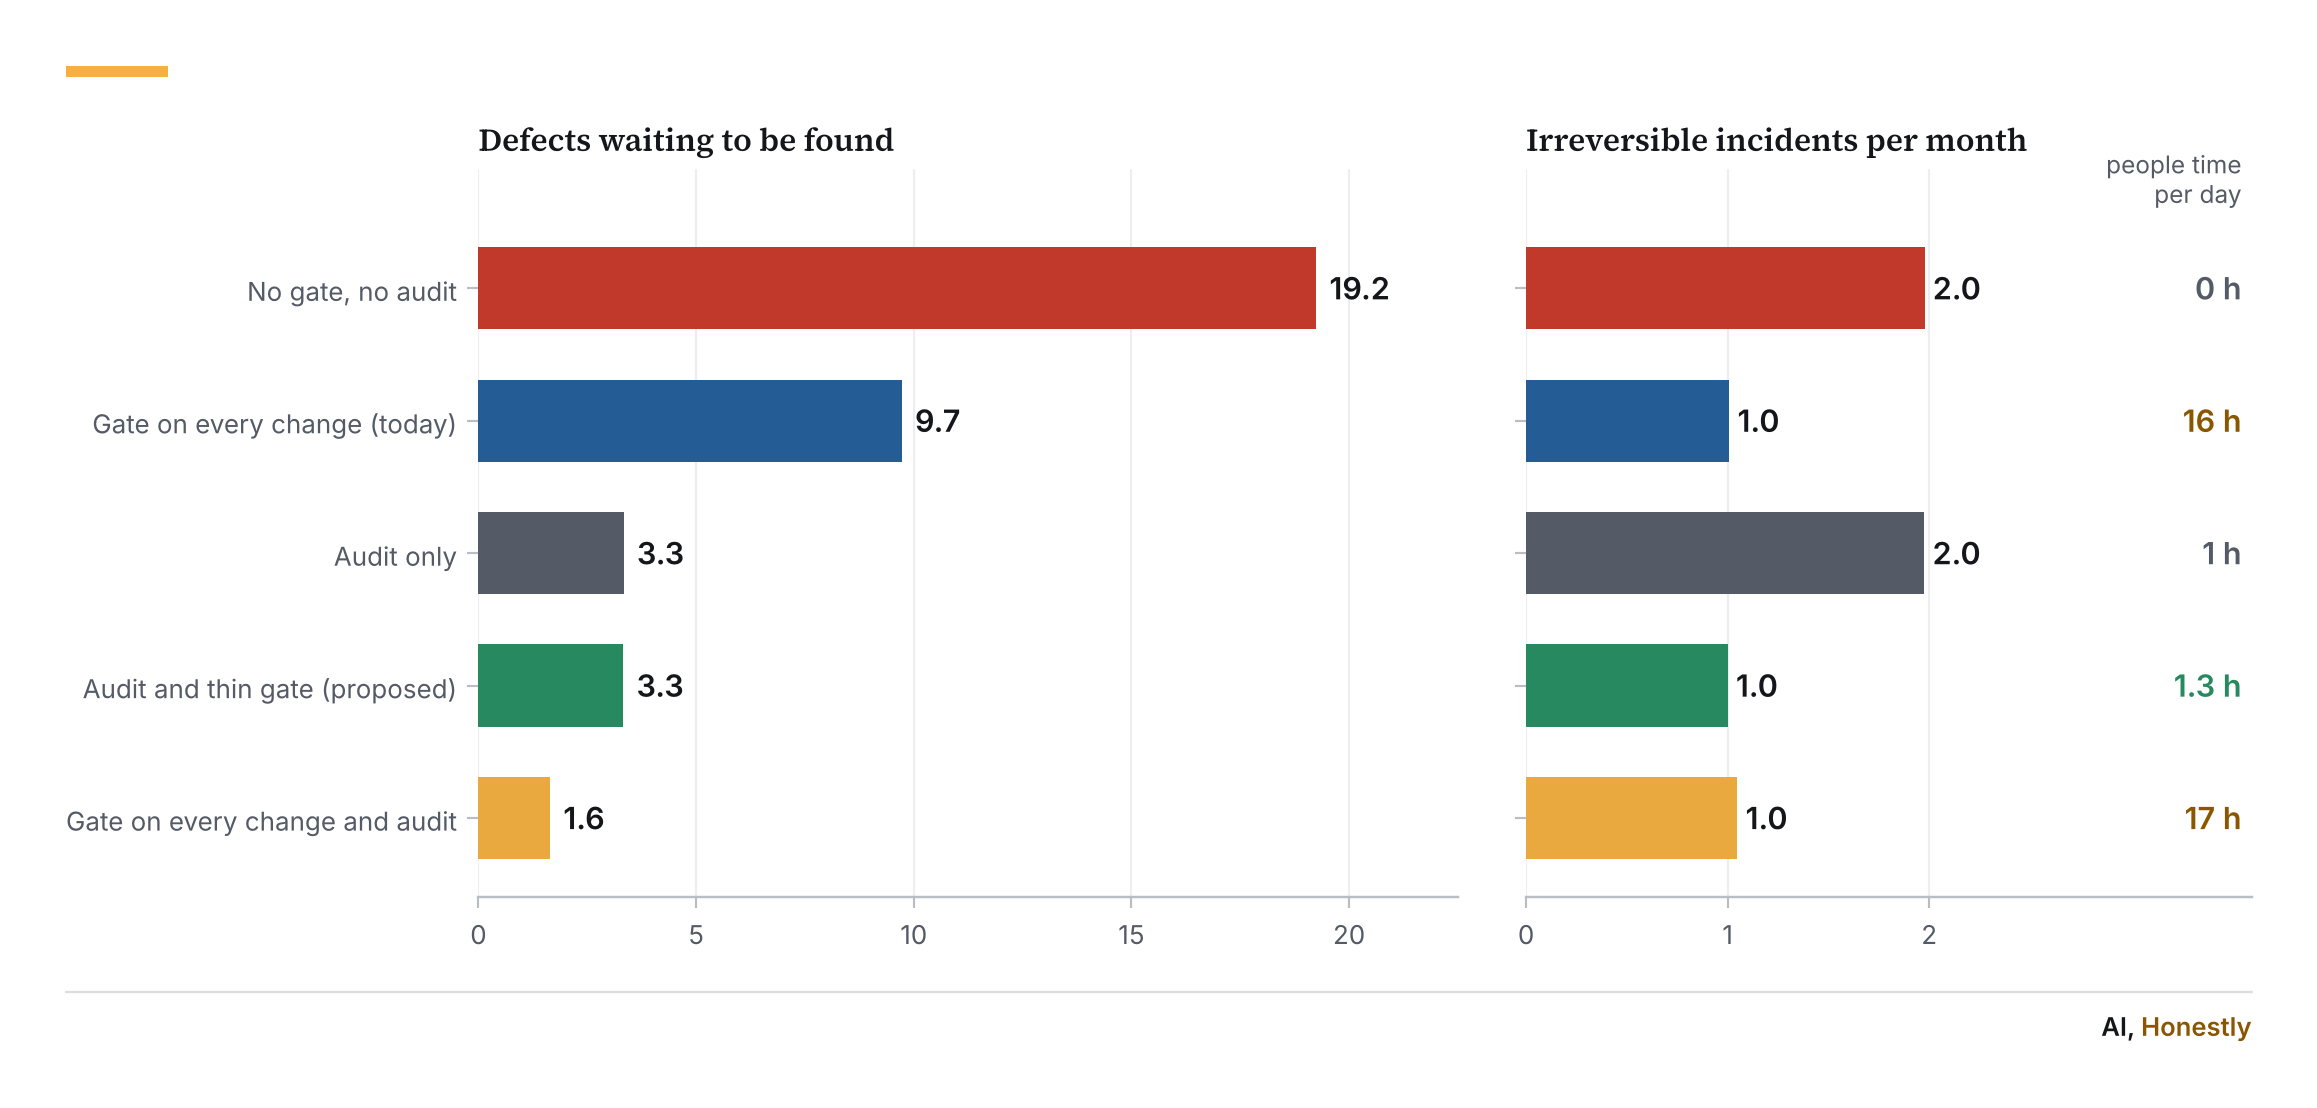 Defects waiting to be found
Irreversible incidents per month
people time
per day
No gate, no audit
19.2
2.0
0 h
Gate on every change (today)
9.7
1.0
16 h
Audit only
3.3
2.0
1 h
Audit and thin gate (proposed)
3.3
1.0
1.3 h
Gate on every change and audit
1.6
1.0
17 h
0 5 10 15 20
0 1 2
AI, Honestly